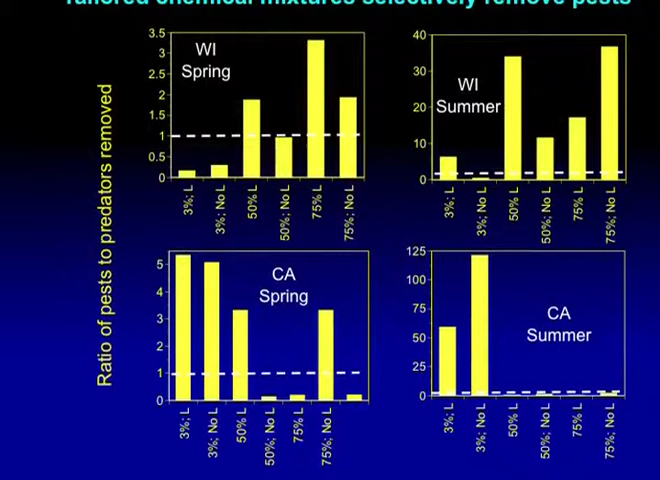 Tailored chemical mixtures selectively remove pests
Ratio of pests to predators removed
WI
Spring
3.5
3
2.5
2
1.5
1
0.5
0
3%; L
3%; No L
50% L
50%; No L
75% L
75%; No L
WI
Summer
40
30
20
10
0
3%; L
3%; No L
50% L
50%; No L
75% L
75%; No L
CA
Spring
5
4
3
2
1
0
3%; L
3%; No L
50% L
50%; No L
75% L
75%; No L
CA
Summer
125
100
75
50
25
0
3%; L
3%; No L
50% L
50%; No L
75% L
75%; No L